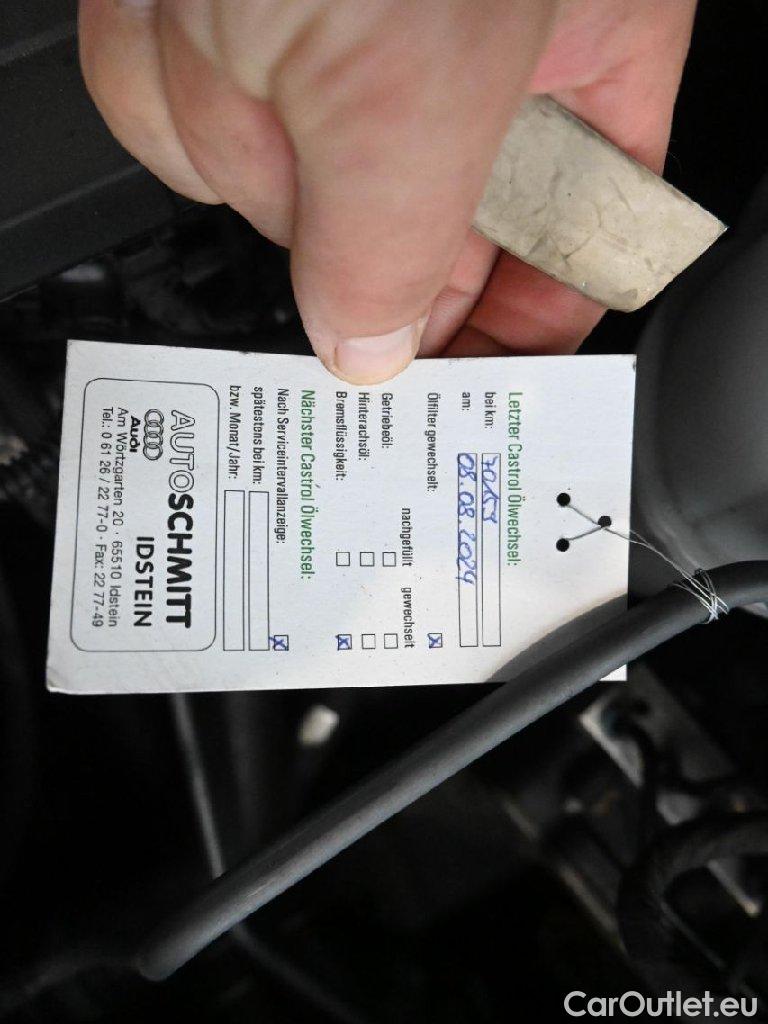 Letzter Castrol Ölwechsel:
bei km: 70153
am: 08.08.2024
Ölfilter gewechselt: x
nachgefüllt gewechselt
Getriebeöl:
Hinterachsöl:
Bremsflüssigkeit: x
Nächster Castrol Ölwechsel:
Nach Serviceintervallanzeige: x
spätestens bei km:
bzw. Monat/Jahr:
AUTOSCHMITT
IDSTEIN
Audi
Am Wörtzgarten 20 · 65510 Idstein
Tel.: 0 61 26 / 22 77-0 · Fax: 22 77-49
CarOutlet.eu